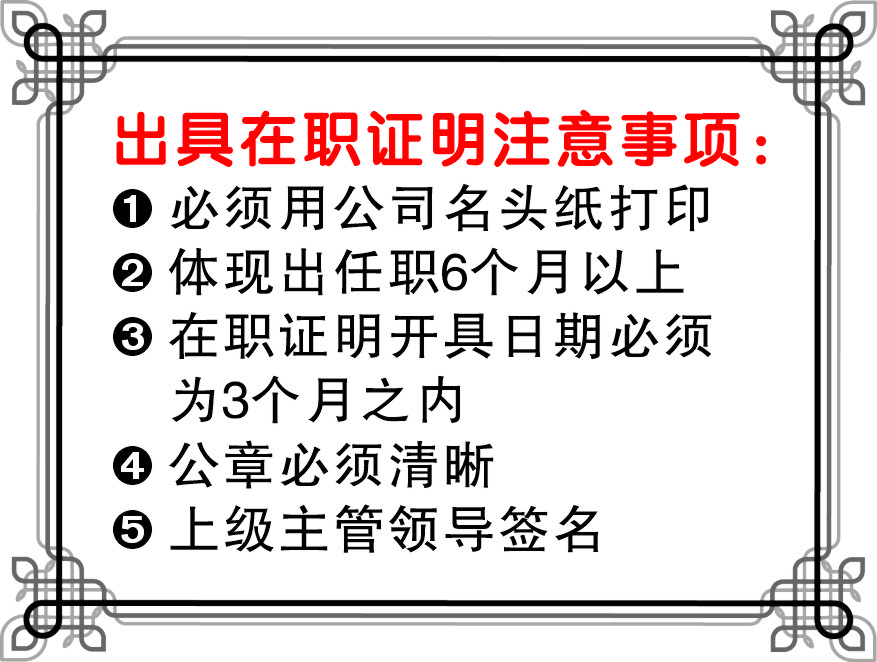 出具在职证明注意事项：
❶ 必须用公司名头纸打印
❷ 体现出任职6个月以上
❸ 在职证明开具日期必须
为3个月之内
❹ 公章必须清晰
❺ 上级主管领导签名